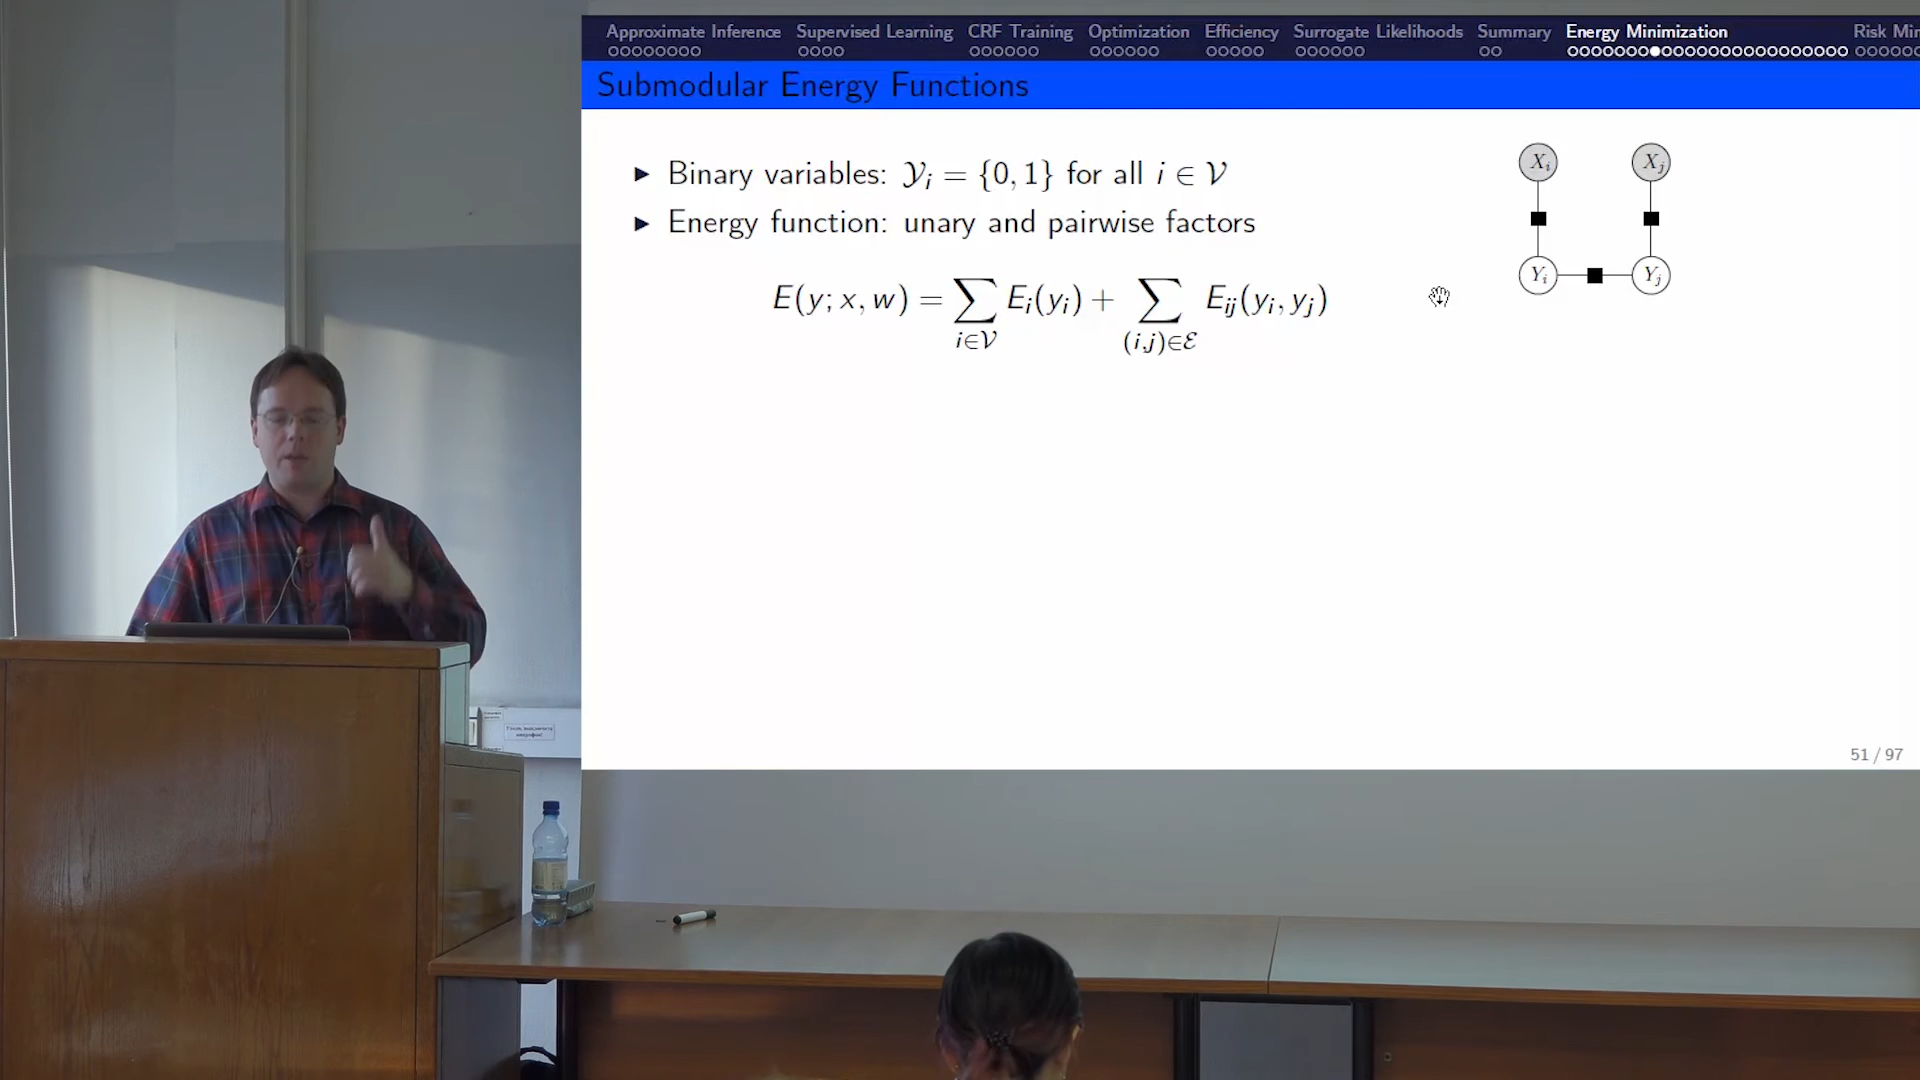 Approximate Inference Supervised Learning CRF Training Optimization Efficiency Surrogate Likelihoods Summary Energy Minimization Risk Mi
Submodular Energy Functions
► Binary variables: 𝒴ᵢ = {0, 1} for all i ∈ 𝒱
► Energy function: unary and pairwise factors
E(y; x, w) = ∑_{i∈𝒱} Eᵢ(yᵢ) + ∑_{(i,j)∈ℰ} Eᵢⱼ(yᵢ, yⱼ)
Xᵢ Xⱼ
Yᵢ Yⱼ
51 / 97